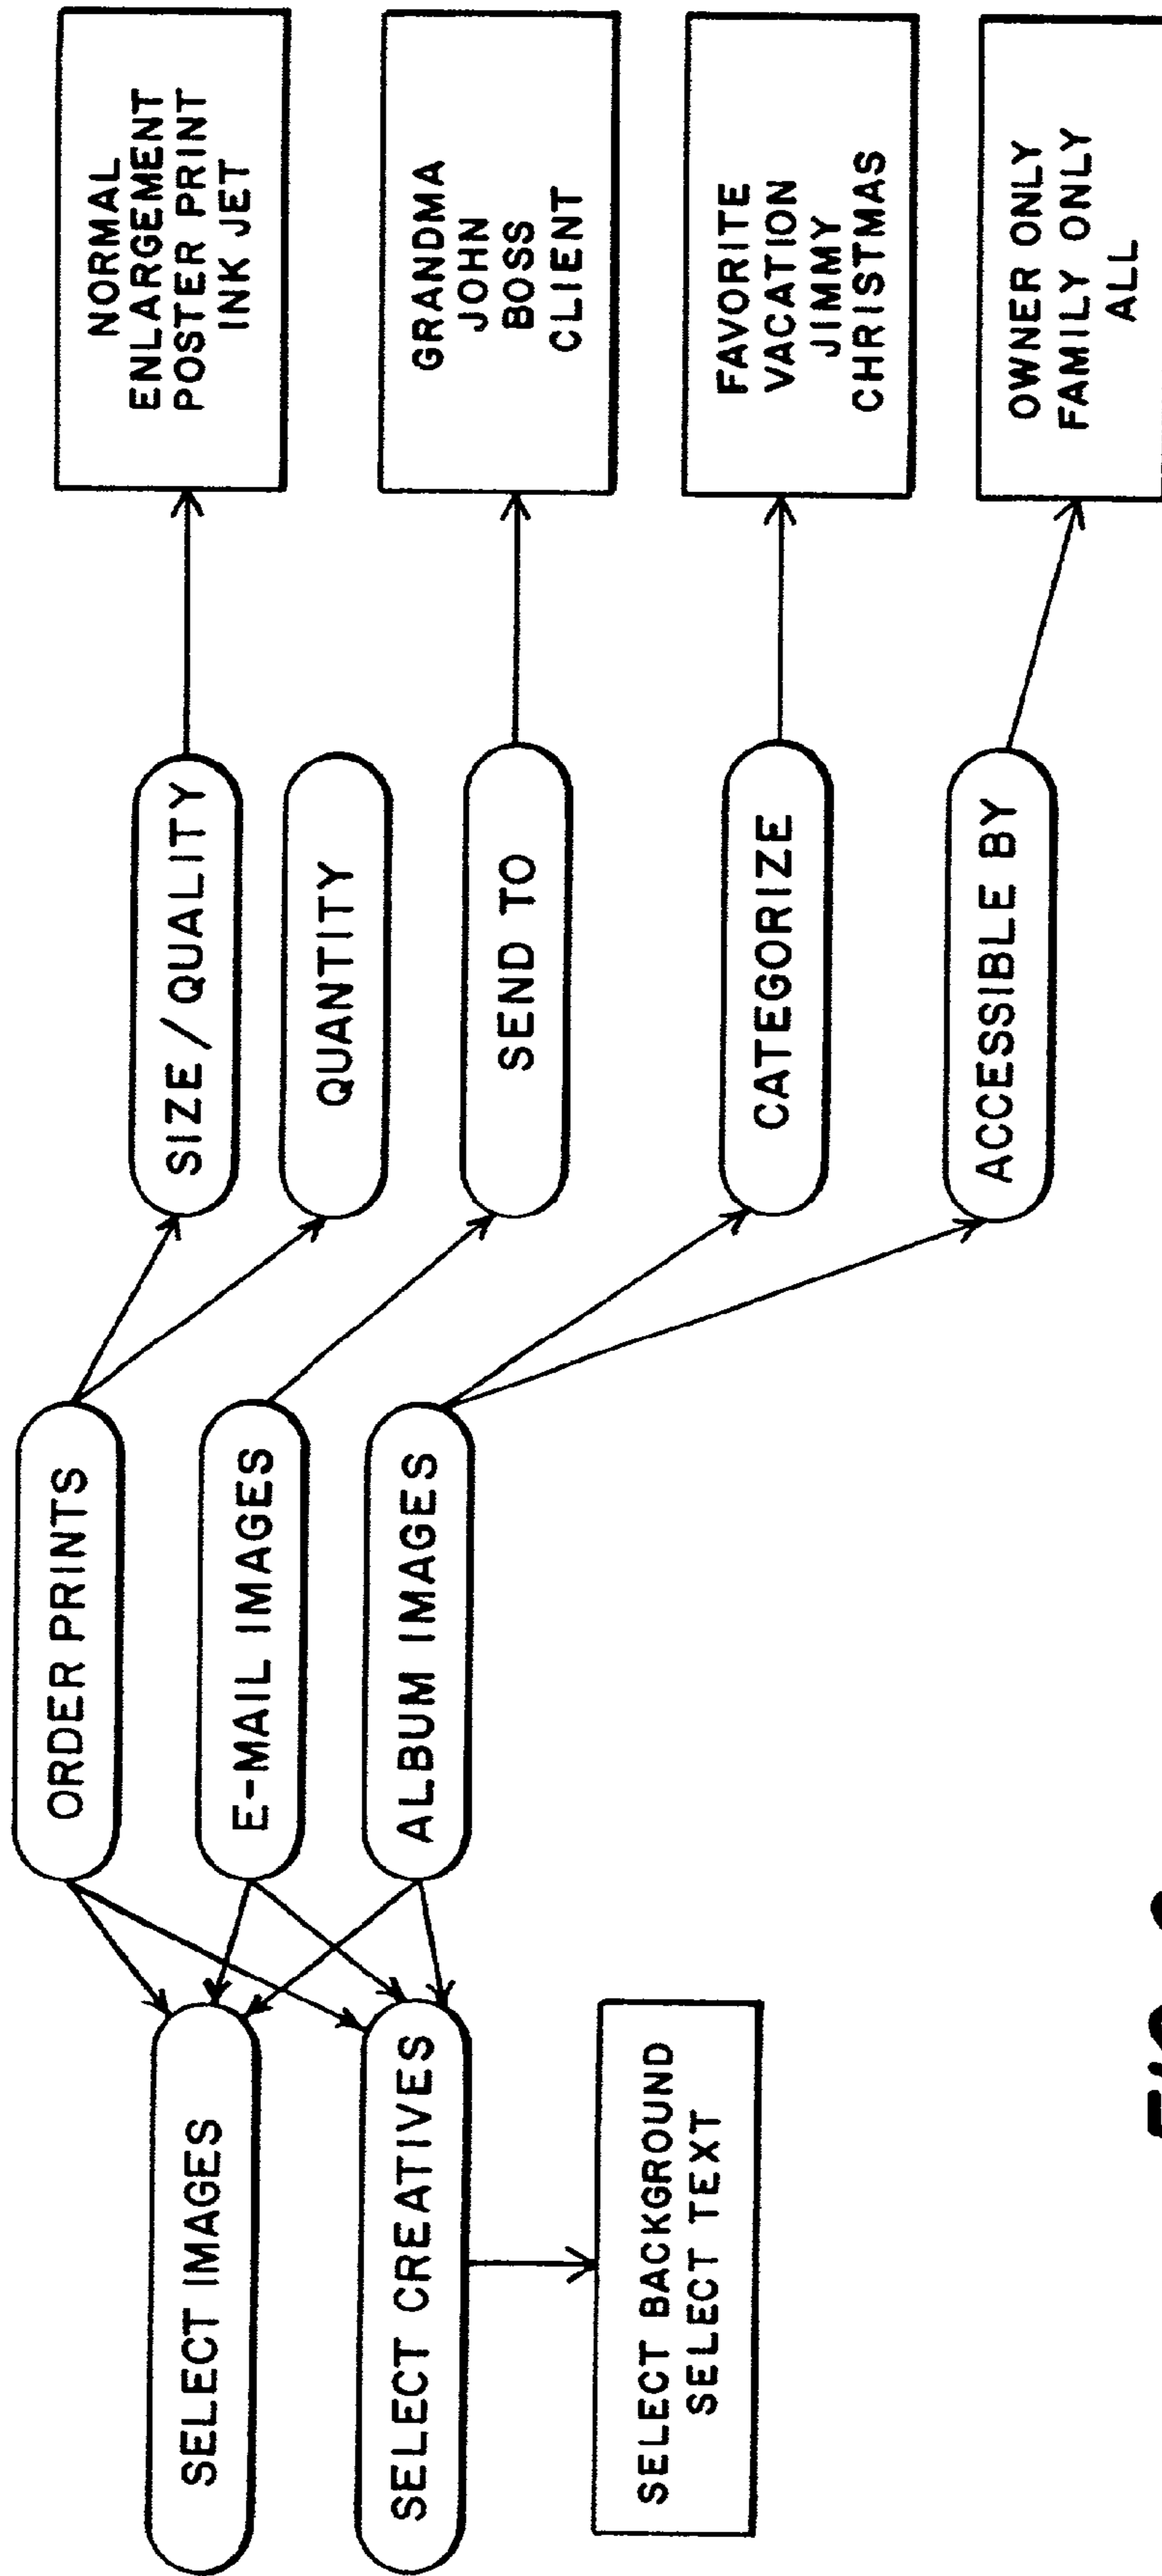 ORDER PRINTS
E-MAIL IMAGES
ALBUM IMAGES
SELECT IMAGES
SELECT CREATIVES
SELECT BACKGROUND
SELECT TEXT
SIZE / QUALITY
QUANTITY
SEND TO
CATEGORIZE
ACCESSIBLE BY
NORMAL
ENLARGEMENT
POSTER PRINT
INK JET
GRANDMA
JOHN
BOSS
CLIENT
FAVORITE
VACATION
JIMMY
CHRISTMAS
OWNER ONLY
FAMILY ONLY
ALL